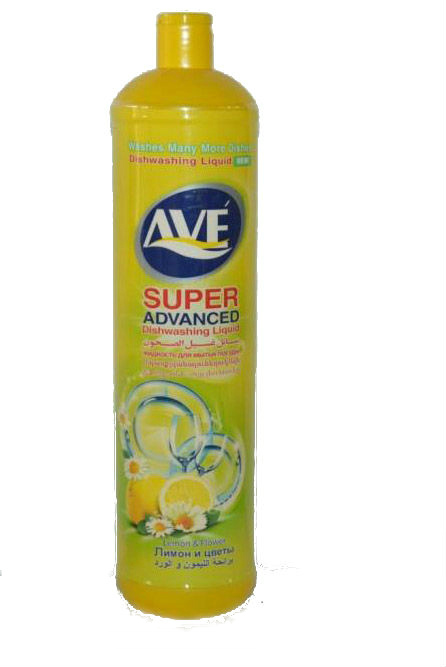 Washes Many More Dishes
Dishwashing Liquid NEW
AVÉ
SUPER
ADVANCED
Dishwashing Liquid
سائل غسيل الصحون
жидкость для мытья посуды
Lemon & Flower
Лимон и цветы
برائحة الليمون و الورد